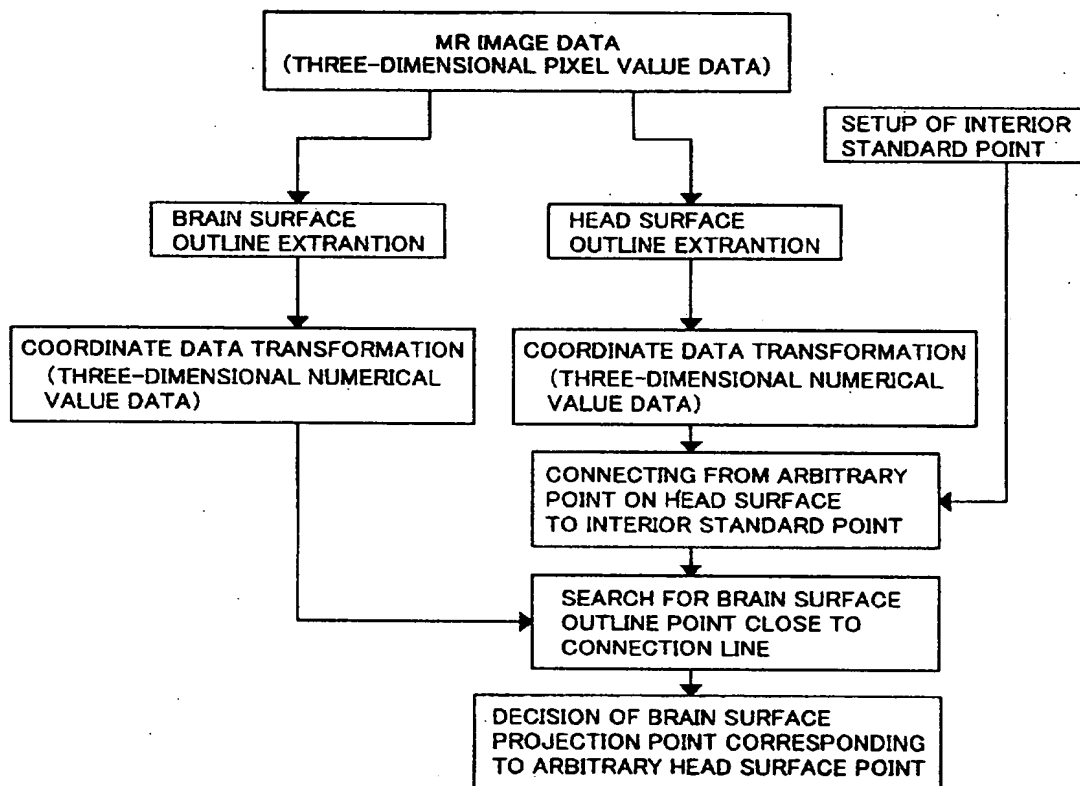 MR IMAGE DATA
(THREE-DIMENSIONAL PIXEL VALUE DATA)
SETUP OF INTERIOR
STANDARD POINT
BRAIN SURFACE
OUTLINE EXTRANTION
HEAD SURFACE
OUTLINE EXTRANTION
COORDINATE DATA TRANSFORMATION
(THREE-DIMENSIONAL NUMERICAL
VALUE DATA)
COORDINATE DATA TRANSFORMATION
(THREE-DIMENSIONAL NUMERICAL
VALUE DATA)
CONNECTING FROM ARBITRARY
POINT ON HEAD SURFACE
TO INTERIOR STANDARD POINT
SEARCH FOR BRAIN SURFACE
OUTLINE POINT CLOSE TO
CONNECTION LINE
DECISION OF BRAIN SURFACE
PROJECTION POINT CORRESPONDING
TO ARBITRARY HEAD SURFACE POINT